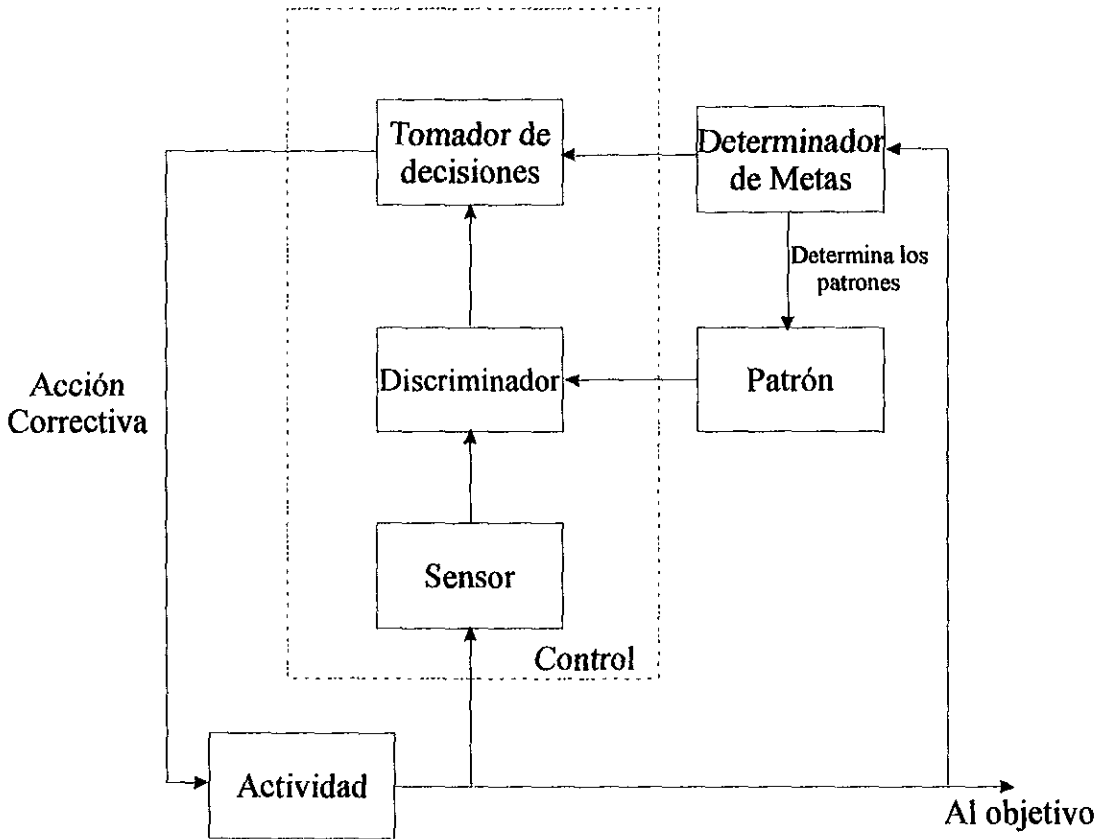 Tomador de
decisiones
Determinador
de Metas
Determina los
patrones
Discriminador
Patrón
Acción
Correctiva
Sensor
Control
Actividad
Al objetivo